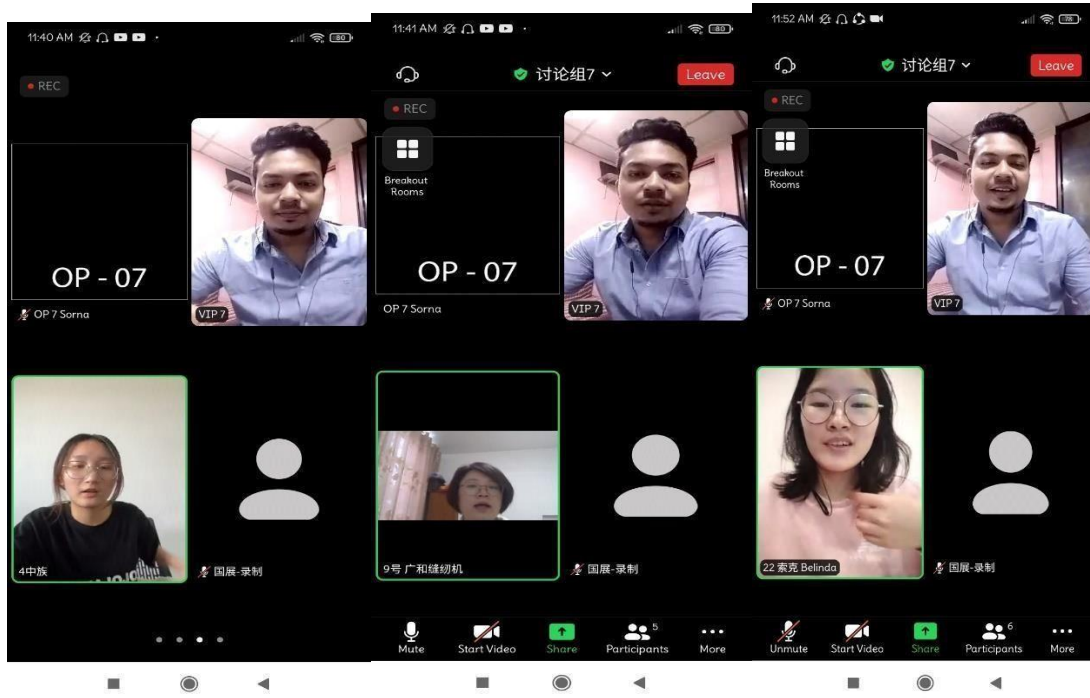 11:40 AM
80
REC
OP - 07
OP 7 Sorna
VIP 7
4中族
国展-录制
11:41 AM
80
讨论组7
Leave
REC
Breakout
Rooms
OP - 07
OP 7 Sorna
VIP 7
9号 广和缝纫机
国展-录制
Mute
Start Video
Share
Participants
5
More
11:52 AM
78
讨论组7
Leave
REC
Breakout
Rooms
OP - 07
OP 7 Sorna
VIP 7
22 索克 Belinda
国展-录制
Unmute
Start Video
Share
Participants
6
More